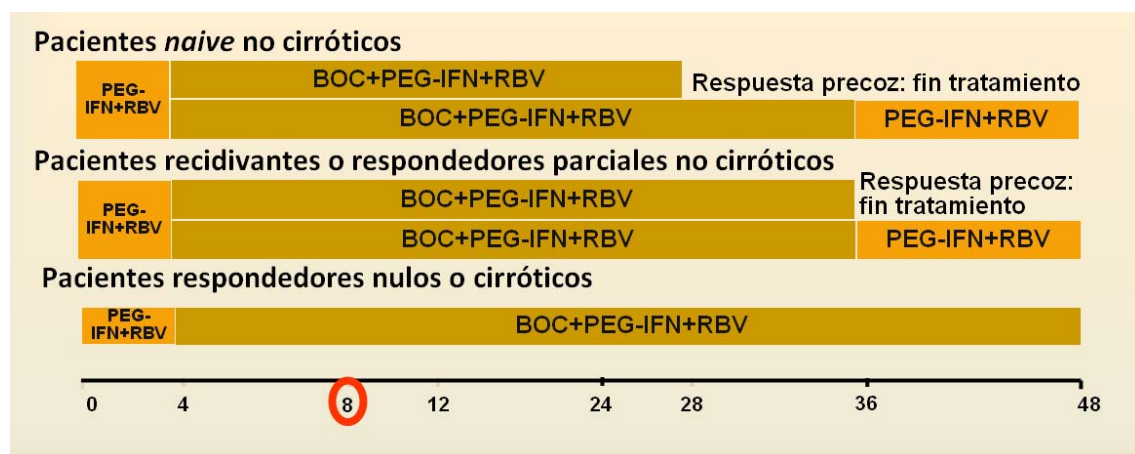 Pacientes naive no cirróticos
PEG-
IFN+RBV
BOC+PEG-IFN+RBV
Respuesta precoz: fin tratamiento
BOC+PEG-IFN+RBV
PEG-IFN+RBV
Pacientes recidivantes o respondedores parciales no cirróticos
PEG-
IFN+RBV
BOC+PEG-IFN+RBV
Respuesta precoz:
fin tratamiento
BOC+PEG-IFN+RBV
PEG-IFN+RBV
Pacientes respondedores nulos o cirróticos
PEG-
IFN+RBV
BOC+PEG-IFN+RBV
0 4 8 12 24 28 36 48